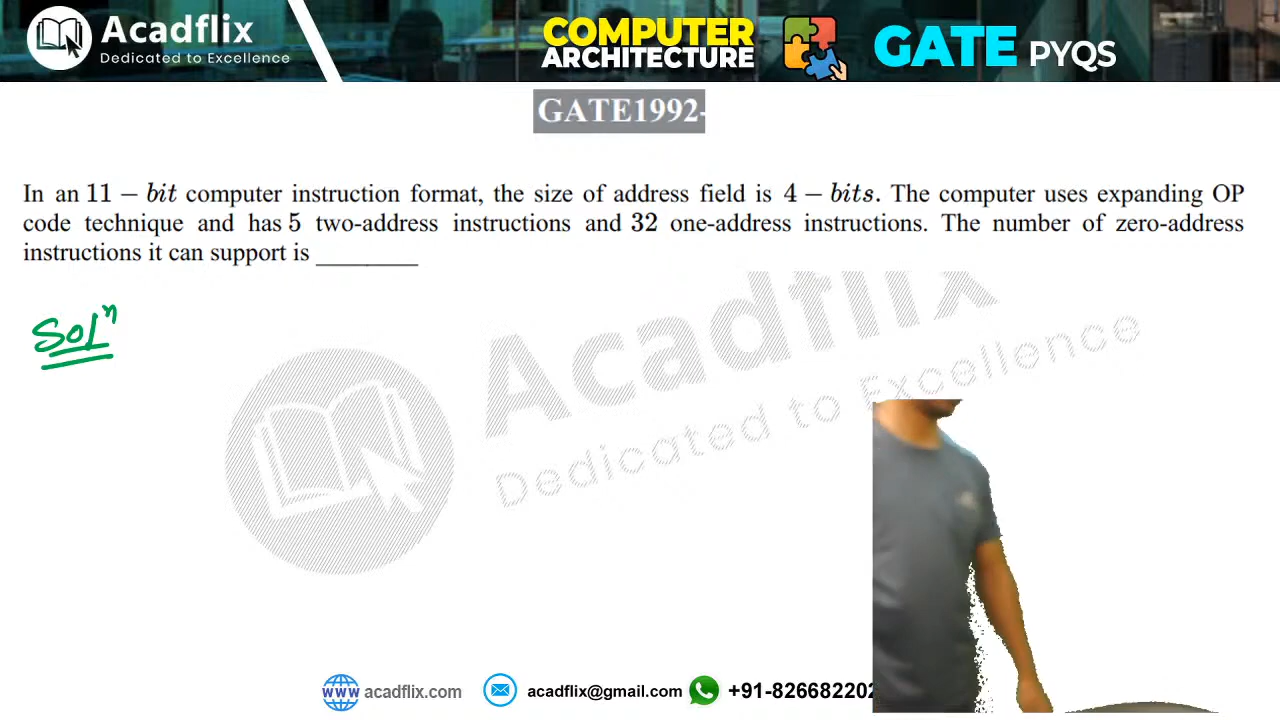 Acadflix
Dedicated to Excellence
COMPUTER
ARCHITECTURE
GATE PYQS
GATE1992-
In an 11 − bit computer instruction format, the size of address field is 4 − bits. The computer uses expanding OP
code technique and has 5 two-address instructions and 32 one-address instructions. The number of zero-address
instructions it can support is ________
Solⁿ
Acadflix
Dedicated to Excellence
www acadflix.com
acadflix@gmail.com
+91-826682202